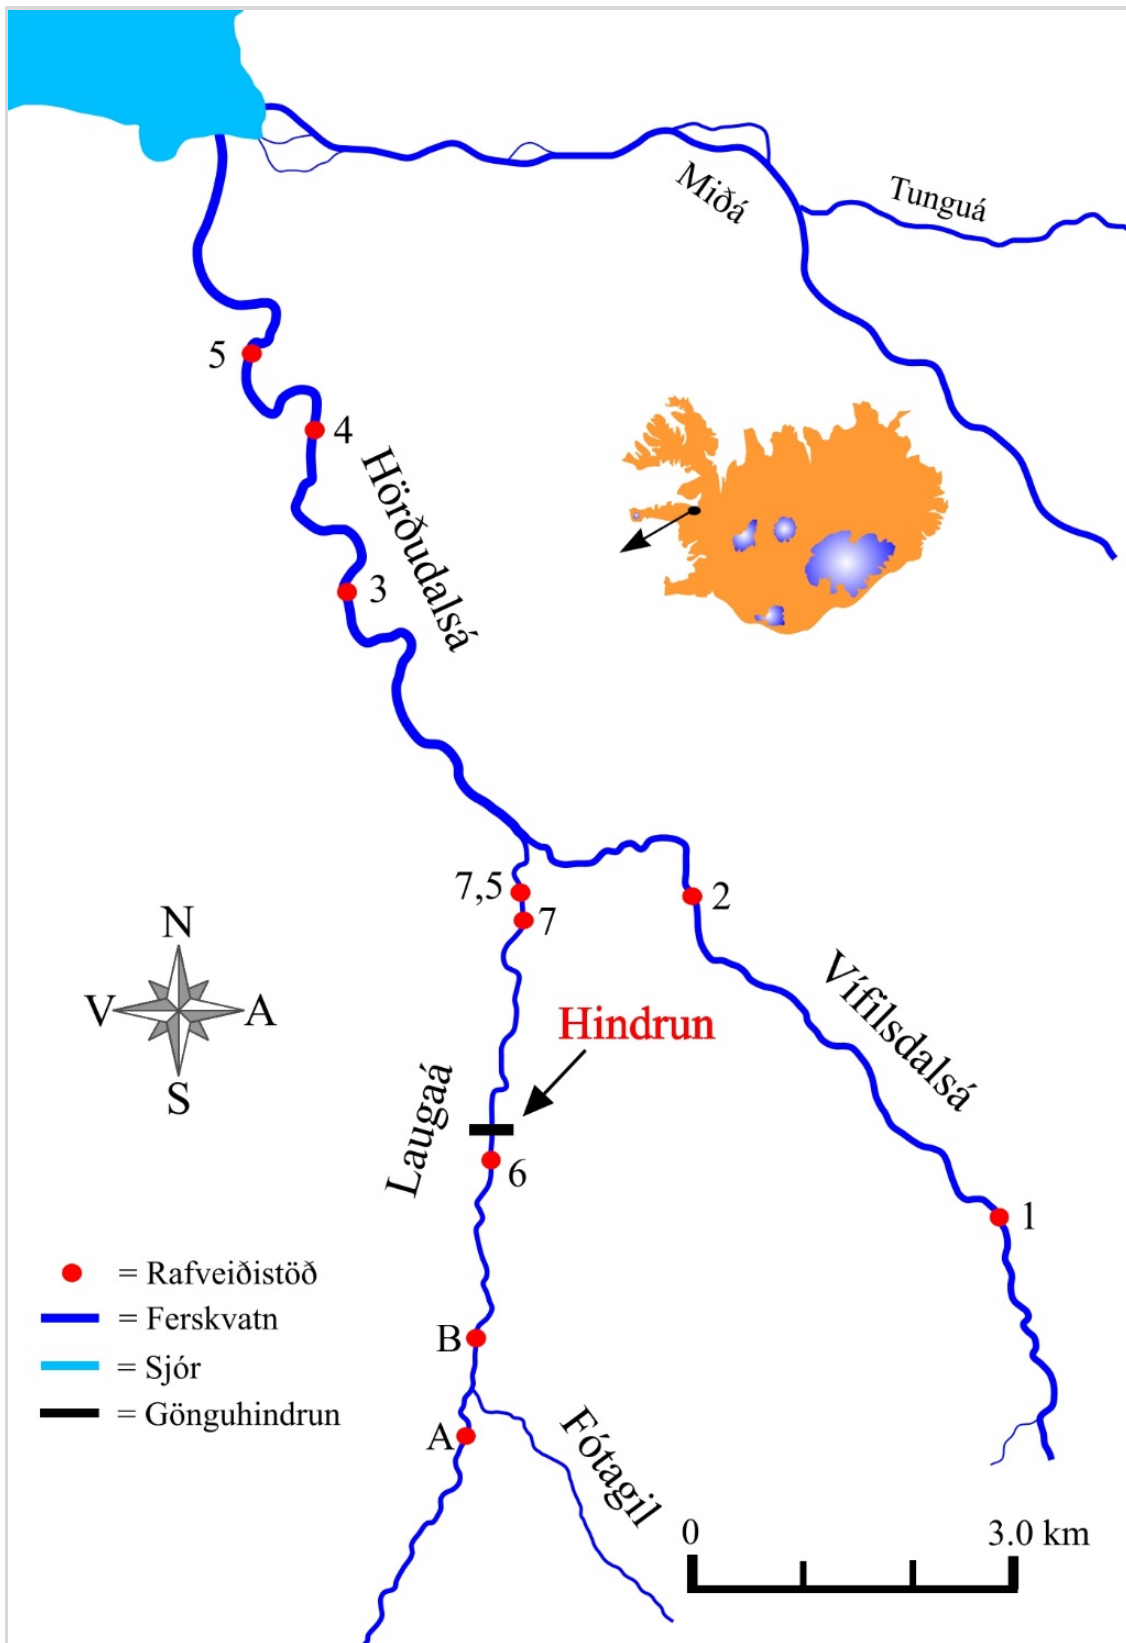 Miðá
Tunguá
5
4
Hörðudalsá
3
7,5
7
2
N
V
A
S
Hindrun
Vífilsdalsá
Laugaá
6
1
= Rafveiðistöð
= Ferskvatn
= Sjór
= Gönguhindrun
B
A
Fótagil
0
3.0 km